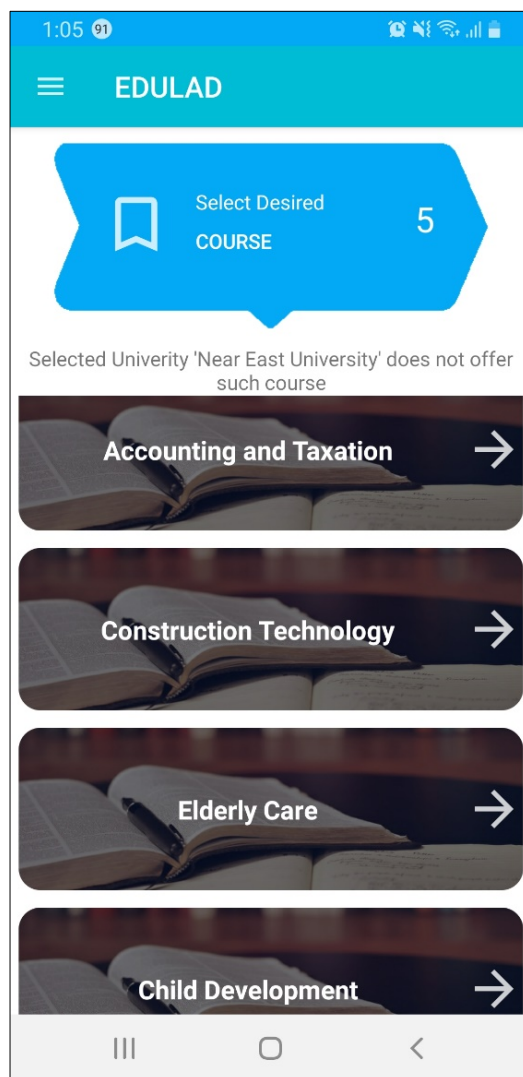 1:05 91
EDULAD
Select Desired
COURSE
5
Selected Univerity 'Near East University' does not offer
such course
Accounting and Taxation
Construction Technology
Elderly Care
Child Development